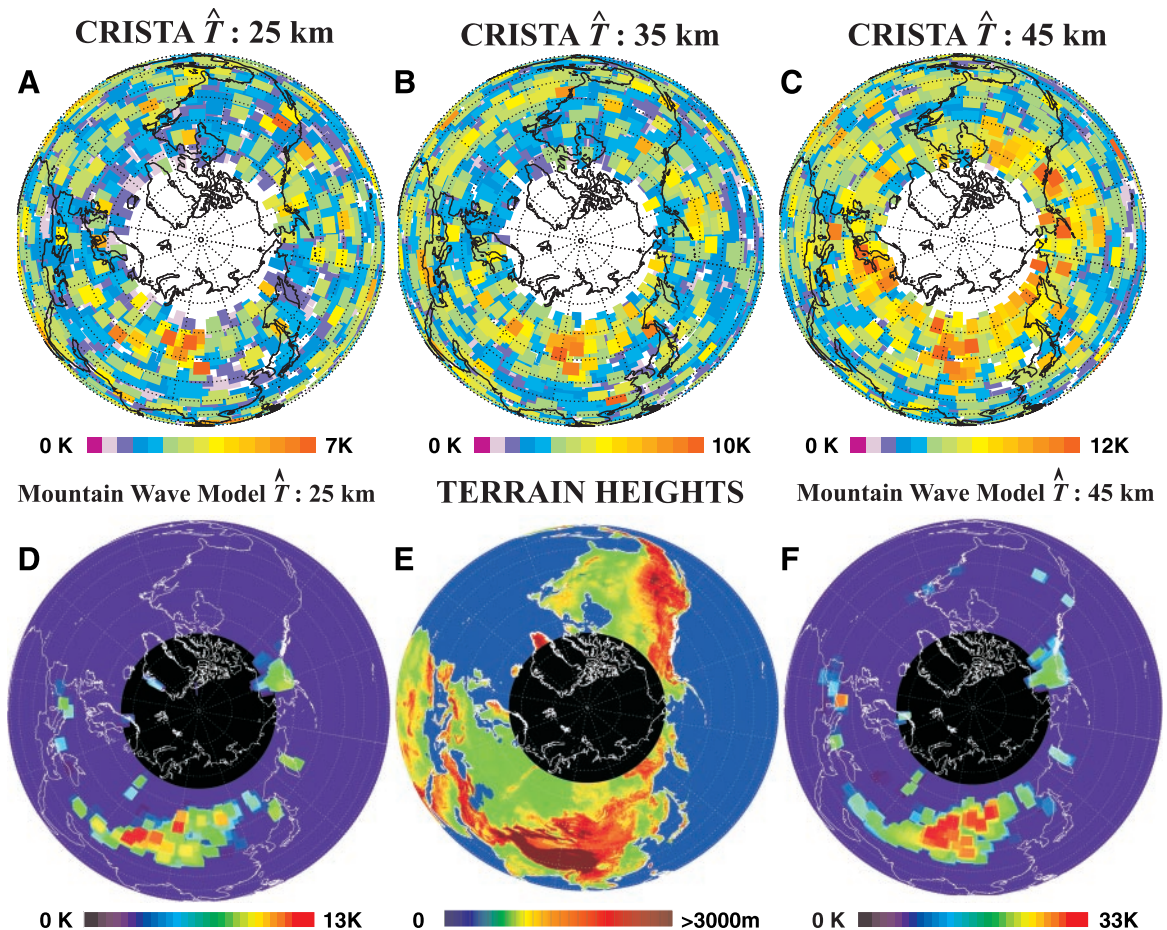 CRISTA T̂ : 25 km
CRISTA T̂ : 35 km
CRISTA T̂ : 45 km
A
B
C
0 K
7K
0 K
10K
0 K
12K
Mountain Wave Model T̂ : 25 km
TERRAIN HEIGHTS
Mountain Wave Model T̂ : 45 km
D
E
F
0 K
13K
0
>3000m
0 K
33K